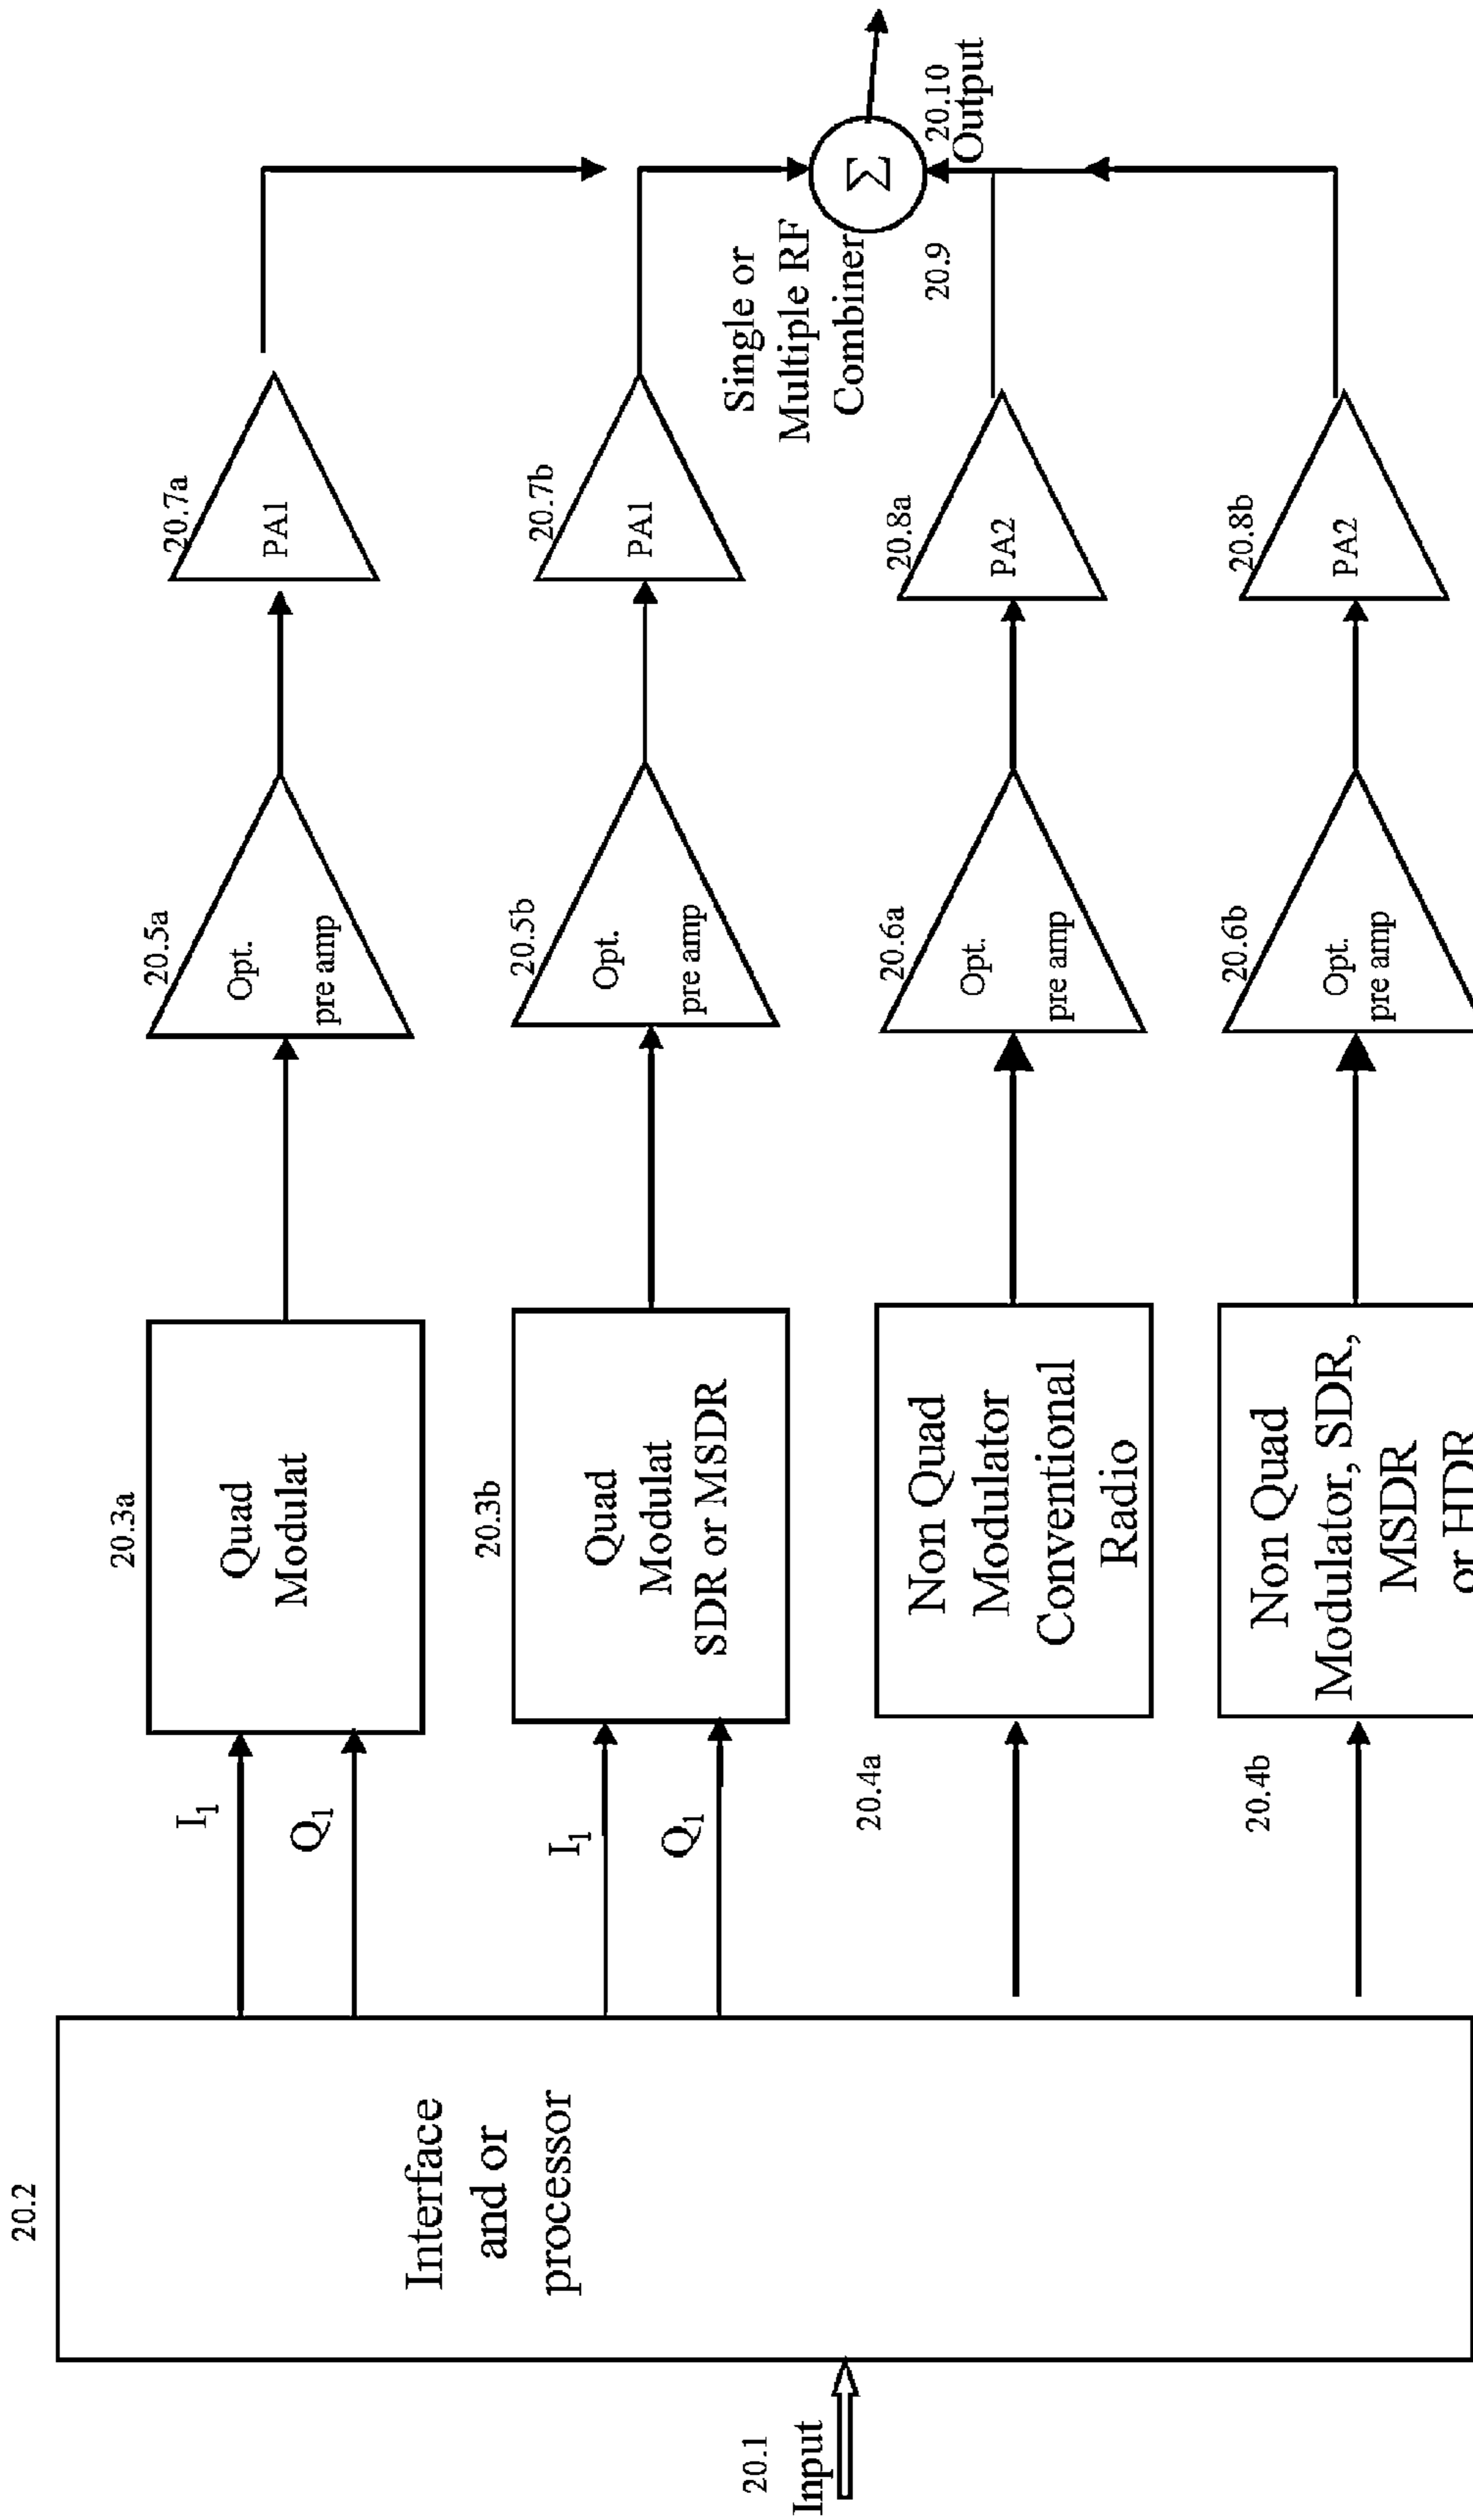 20.1
Input
20.2
Interface
and or
processor
I1
Q1
20.3a
Quad
Modulat
20.5a
Opt.
pre amp
20.7a
PA1
I1
Q1
20.3b
Quad
Modulat
SDR or MSDR
20.5b
Opt.
pre amp
20.7b
PA1
Single or
Multiple RF
Combiner
Σ
20.9
20.10
Output
20.4a
Non Quad
Modulator
Conventional
Radio
20.6a
Opt.
pre amp
20.8a
PA2
20.4b
Non Quad
Modulator, SDR,
MSDR
or HDR
20.6b
Opt.
pre amp
20.8b
PA2